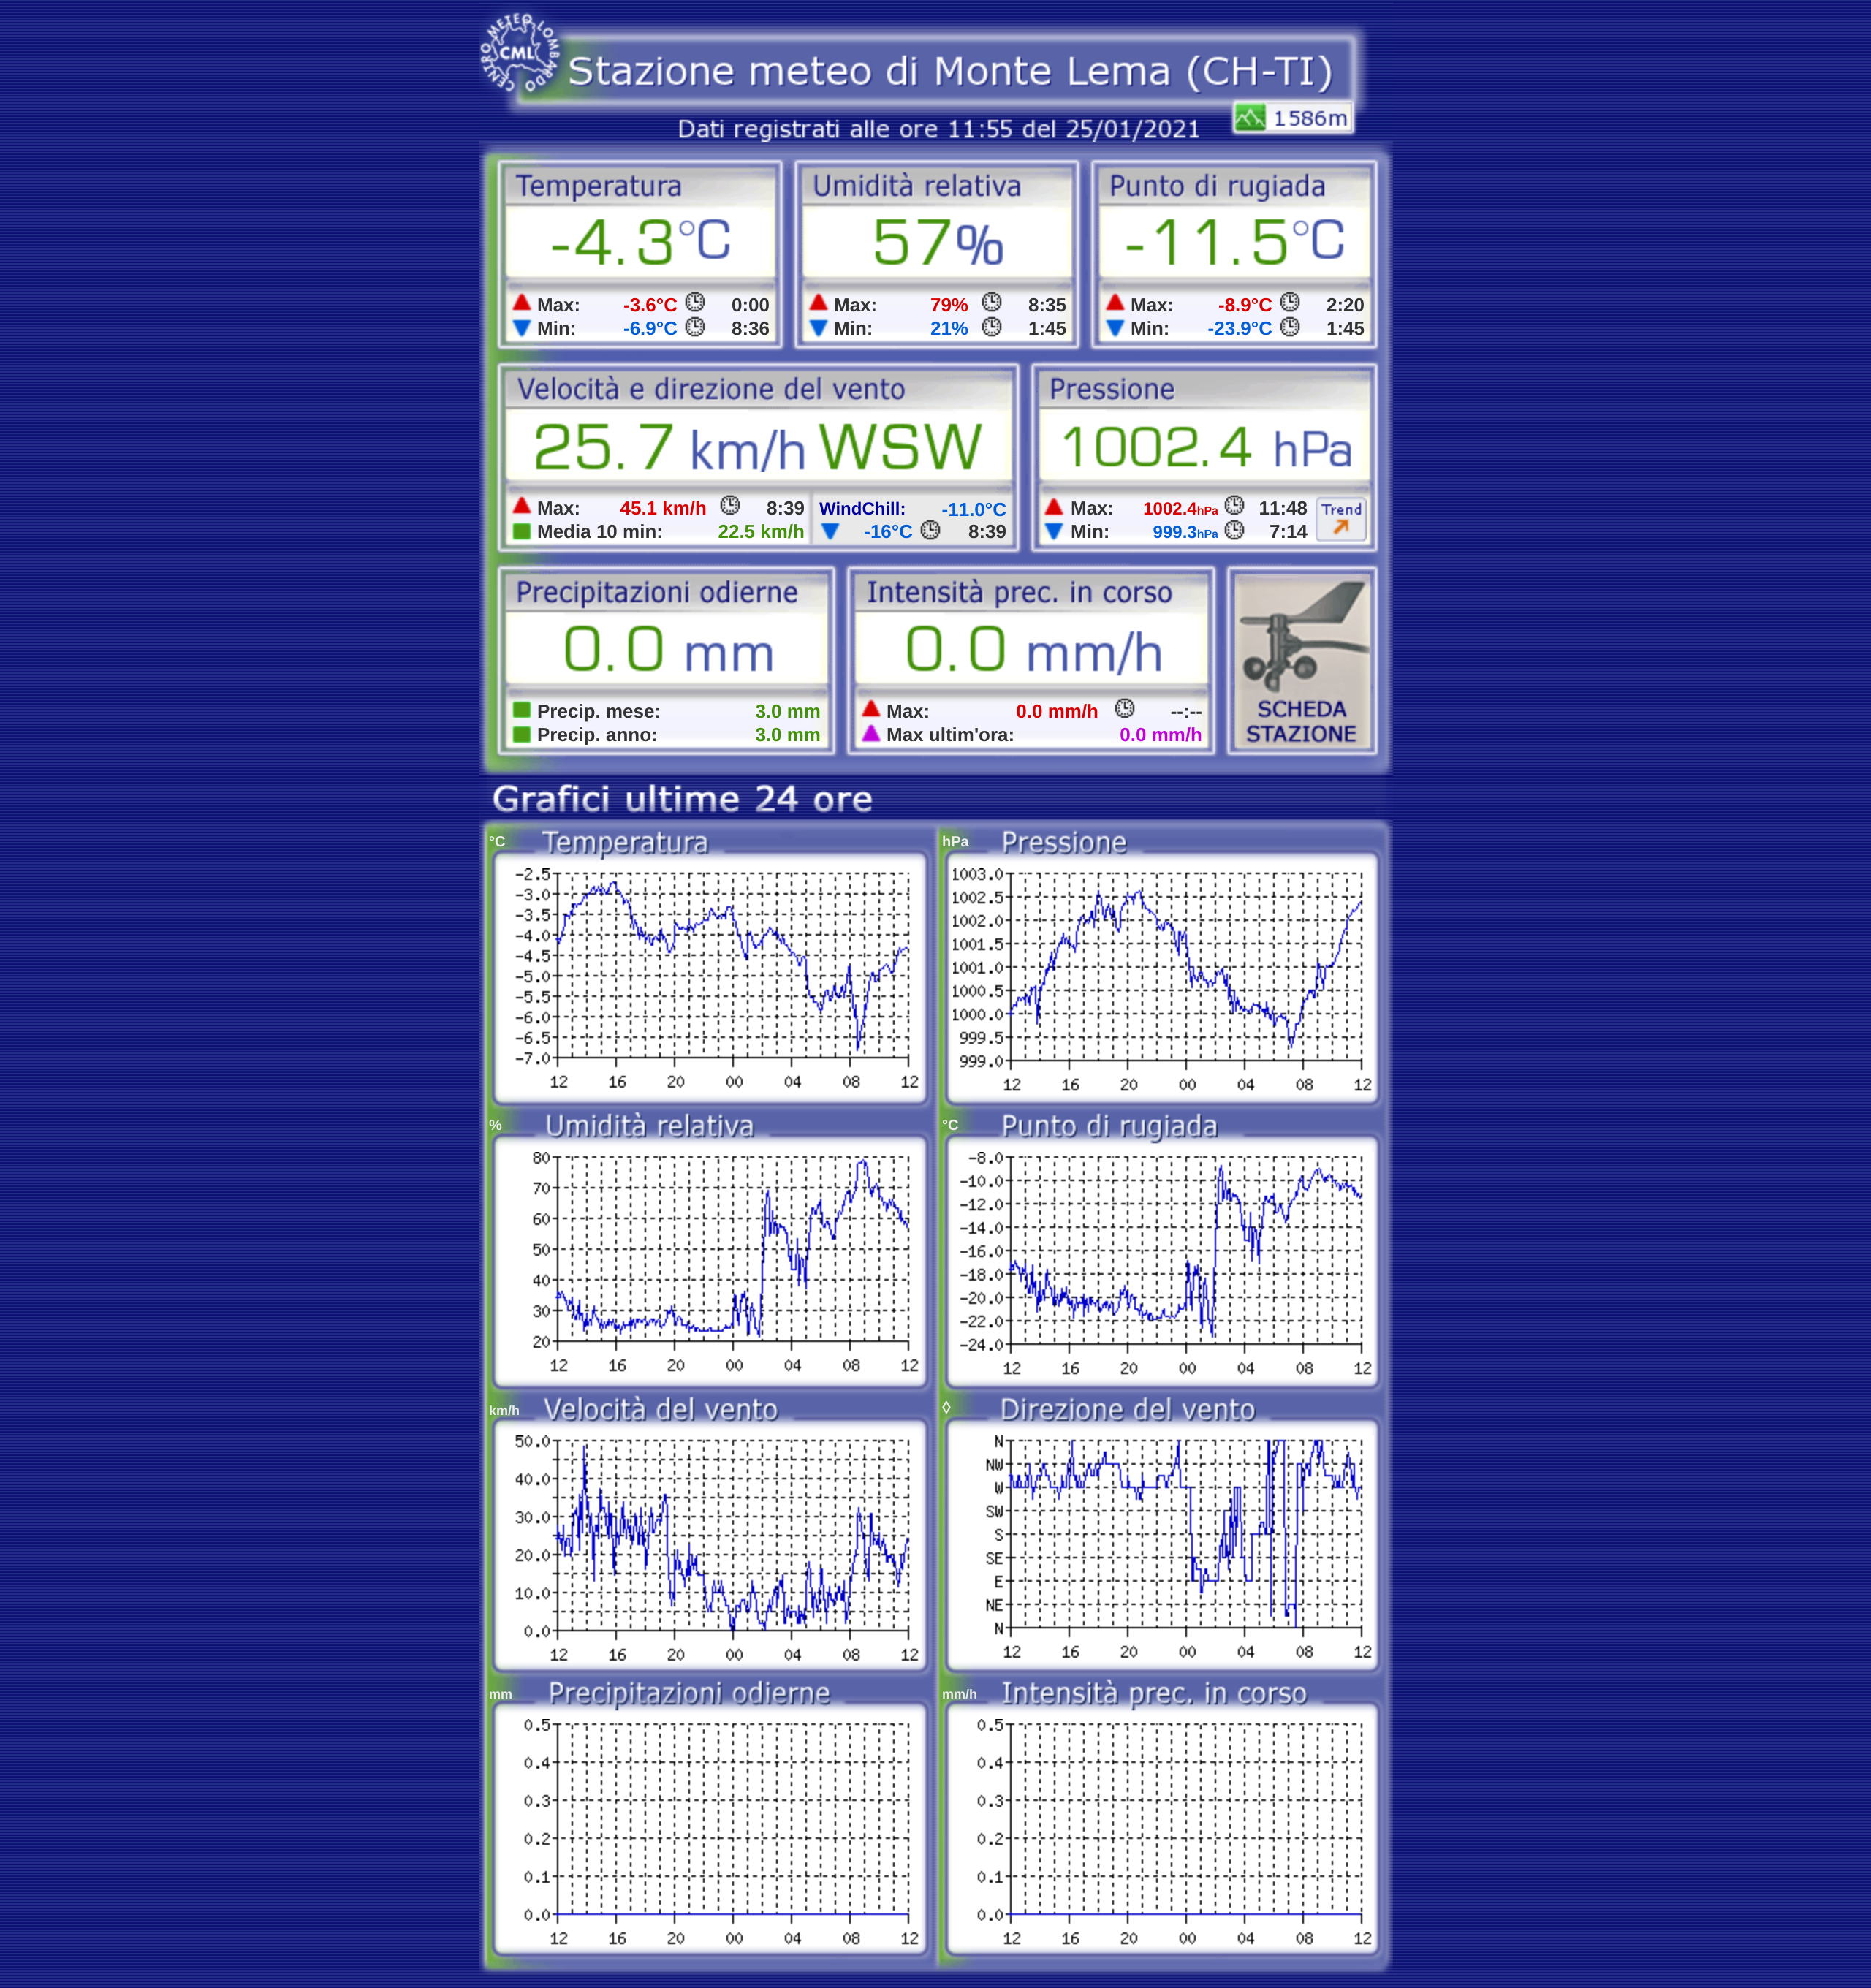 CENTRO METEO LOMBARDO
CML
Stazione meteo di Monte Lema (CH-TI)
1586m
Dati registrati alle ore 11:55 del 25/01/2021
Temperatura
-4.3°C
Max: -3.6°C 0:00
Min: -6.9°C 8:36
Umidità relativa
57%
Max: 79% 8:35
Min: 21% 1:45
Punto di rugiada
-11.5°C
Max: -8.9°C 2:20
Min: -23.9°C 1:45
Velocità e direzione del vento
25.7 km/h WSW
Max: 45.1 km/h 8:39
Media 10 min: 22.5 km/h
WindChill: -11.0°C
-16°C 8:39
Pressione
1002.4 hPa
Max: 1002.4hPa 11:48
Min: 999.3hPa 7:14
Trend
Precipitazioni odierne
0.0 mm
Precip. mese: 3.0 mm
Precip. anno: 3.0 mm
Intensità prec. in corso
0.0 mm/h
Max: 0.0 mm/h --:--
Max ultim'ora: 0.0 mm/h
SCHEDA
STAZIONE
Grafici ultime 24 ore
°C Temperatura
-2.5
-3.0
-3.5
-4.0
-4.5
-5.0
-5.5
-6.0
-6.5
-7.0
12 16 20 00 04 08 12
hPa Pressione
1003.0
1002.5
1002.0
1001.5
1001.0
1000.5
1000.0
999.5
999.0
12 16 20 00 04 08 12
% Umidità relativa
80
70
60
50
40
30
20
12 16 20 00 04 08 12
°C Punto di rugiada
-8.0
-10.0
-12.0
-14.0
-16.0
-18.0
-20.0
-22.0
-24.0
12 16 20 00 04 08 12
km/h Velocità del vento
50.0
40.0
30.0
20.0
10.0
0.0
12 16 20 00 04 08 12
◊ Direzione del vento
N
NW
W
SW
S
SE
E
NE
N
12 16 20 00 04 08 12
mm Precipitazioni odierne
0.5
0.4
0.3
0.2
0.1
0.0
12 16 20 00 04 08 12
mm/h Intensità prec. in corso
0.5
0.4
0.3
0.2
0.1
0.0
12 16 20 00 04 08 12